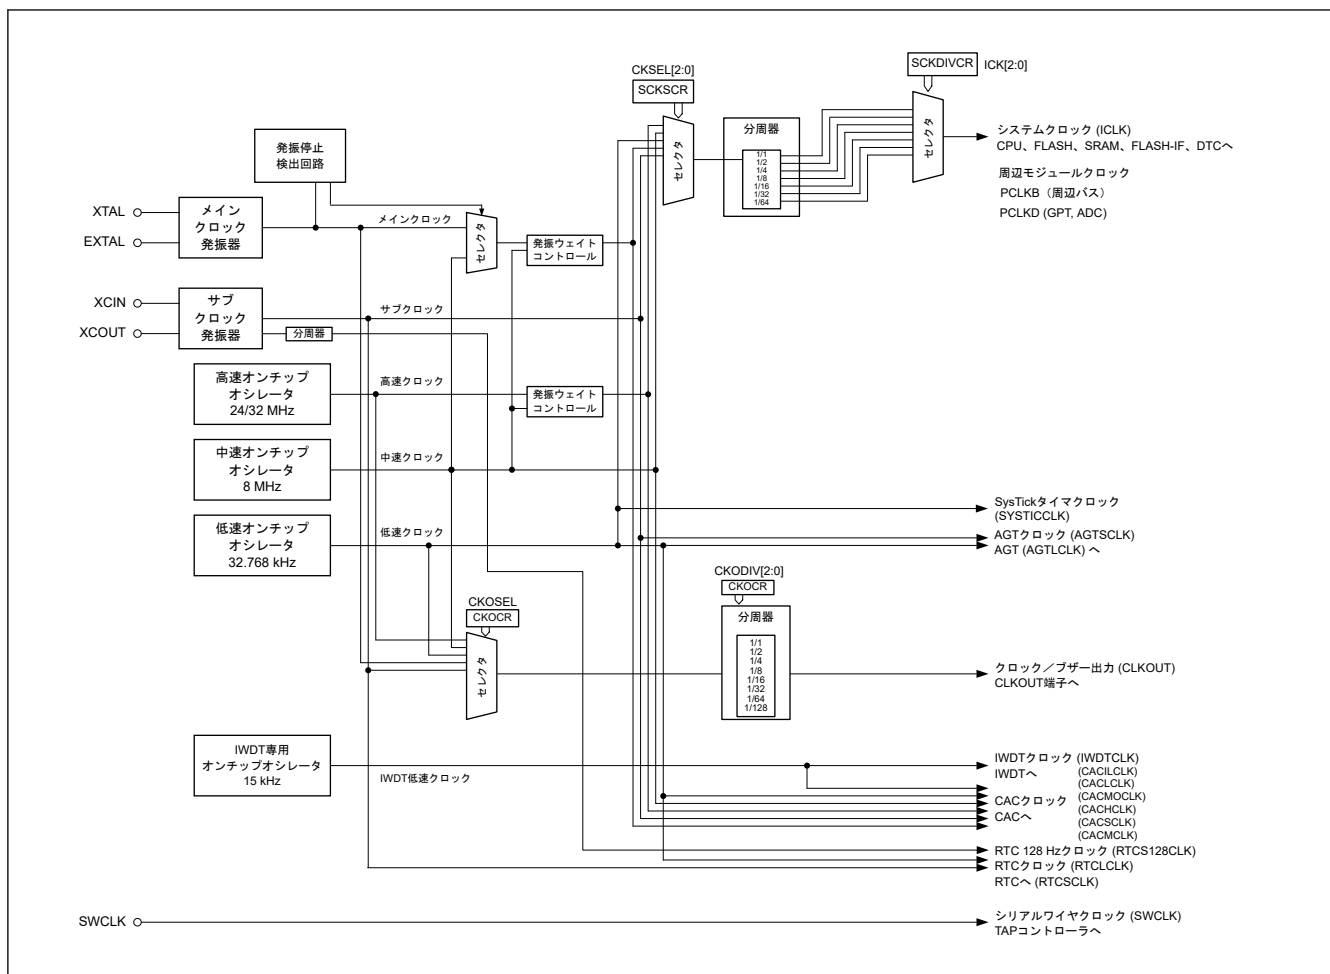 SCKDIVCR
ICK[2:0]
CKSEL[2:0]
SCKSCR
セレクタ
分周器
1/1
1/2
1/4
1/8
1/16
1/32
1/64
セレクタ
システムクロック (ICLK)
CPU、FLASH、SRAM、FLASH-IF、DTCへ
周辺モジュールクロック
PCLKB（周辺バス）
PCLKD (GPT, ADC)
発振停止
検出回路
XTAL
EXTAL
メイン
クロック
発振器
メインクロック
セレクタ
発振ウェイト
コントロール
XCIN
XCOUT
サブ
クロック
発振器
サブクロック
分周器
高速オンチップ
オシレータ
24/32 MHz
高速クロック
発振ウェイト
コントロール
中速オンチップ
オシレータ
8 MHz
中速クロック
低速オンチップ
オシレータ
32.768 kHz
低速クロック
SysTickタイマクロック
(SYSTICCLK)
AGTクロック (AGTSCLK)
AGT (AGTLCLK) へ
CKOSEL
CKOCR
セレクタ
CKODIV[2:0]
CKOCR
分周器
1/1
1/2
1/4
1/8
1/16
1/32
1/64
1/128
クロック／ブザー出力 (CLKOUT)
CLKOUT端子へ
IWDT専用
オンチップオシレータ
15 kHz
IWDT低速クロック
IWDTクロック (IWDTCLK)
IWDTへ
(CACILCLK)
(CACLCLK)
(CACMOCLK)
CACクロック
(CACHCLK)
CACへ
(CACSCLK)
(CACMCLK)
RTC 128 Hzクロック (RTCS128CLK)
RTCクロック (RTCLCLK)
RTCへ (RTCSCLK)
SWCLK
シリアルワイヤクロック (SWCLK)
TAPコントローラへ